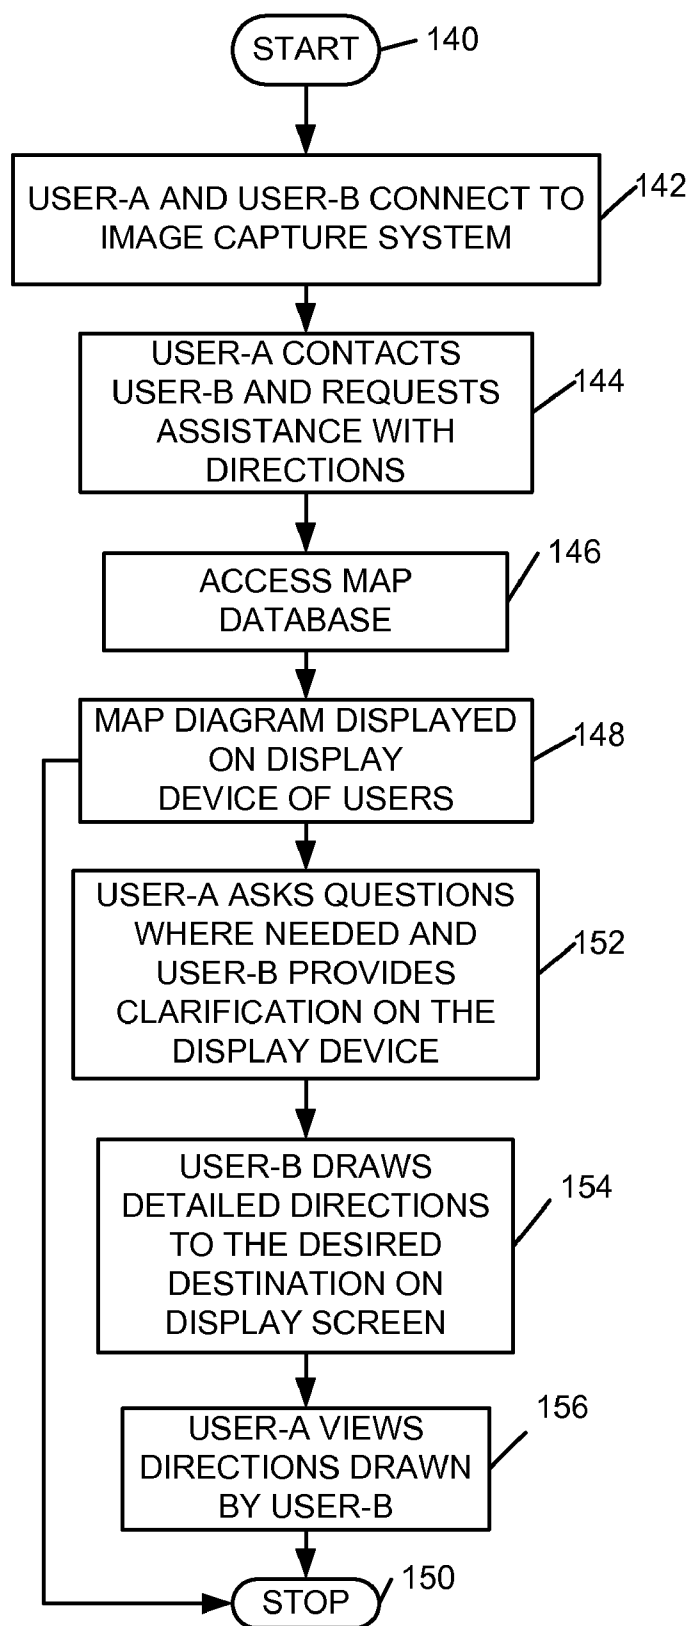 START
140
USER-A AND USER-B CONNECT TO
IMAGE CAPTURE SYSTEM
142
USER-A CONTACTS
USER-B AND REQUESTS
ASSISTANCE WITH
DIRECTIONS
144
ACCESS MAP
DATABASE
146
MAP DIAGRAM DISPLAYED
ON DISPLAY
DEVICE OF USERS
148
USER-A ASKS QUESTIONS
WHERE NEEDED AND
USER-B PROVIDES
CLARIFICATION ON THE
DISPLAY DEVICE
152
USER-B DRAWS
DETAILED DIRECTIONS
TO THE DESIRED
DESTINATION ON
DISPLAY SCREEN
154
USER-A VIEWS
DIRECTIONS DRAWN
BY USER-B
156
STOP
150